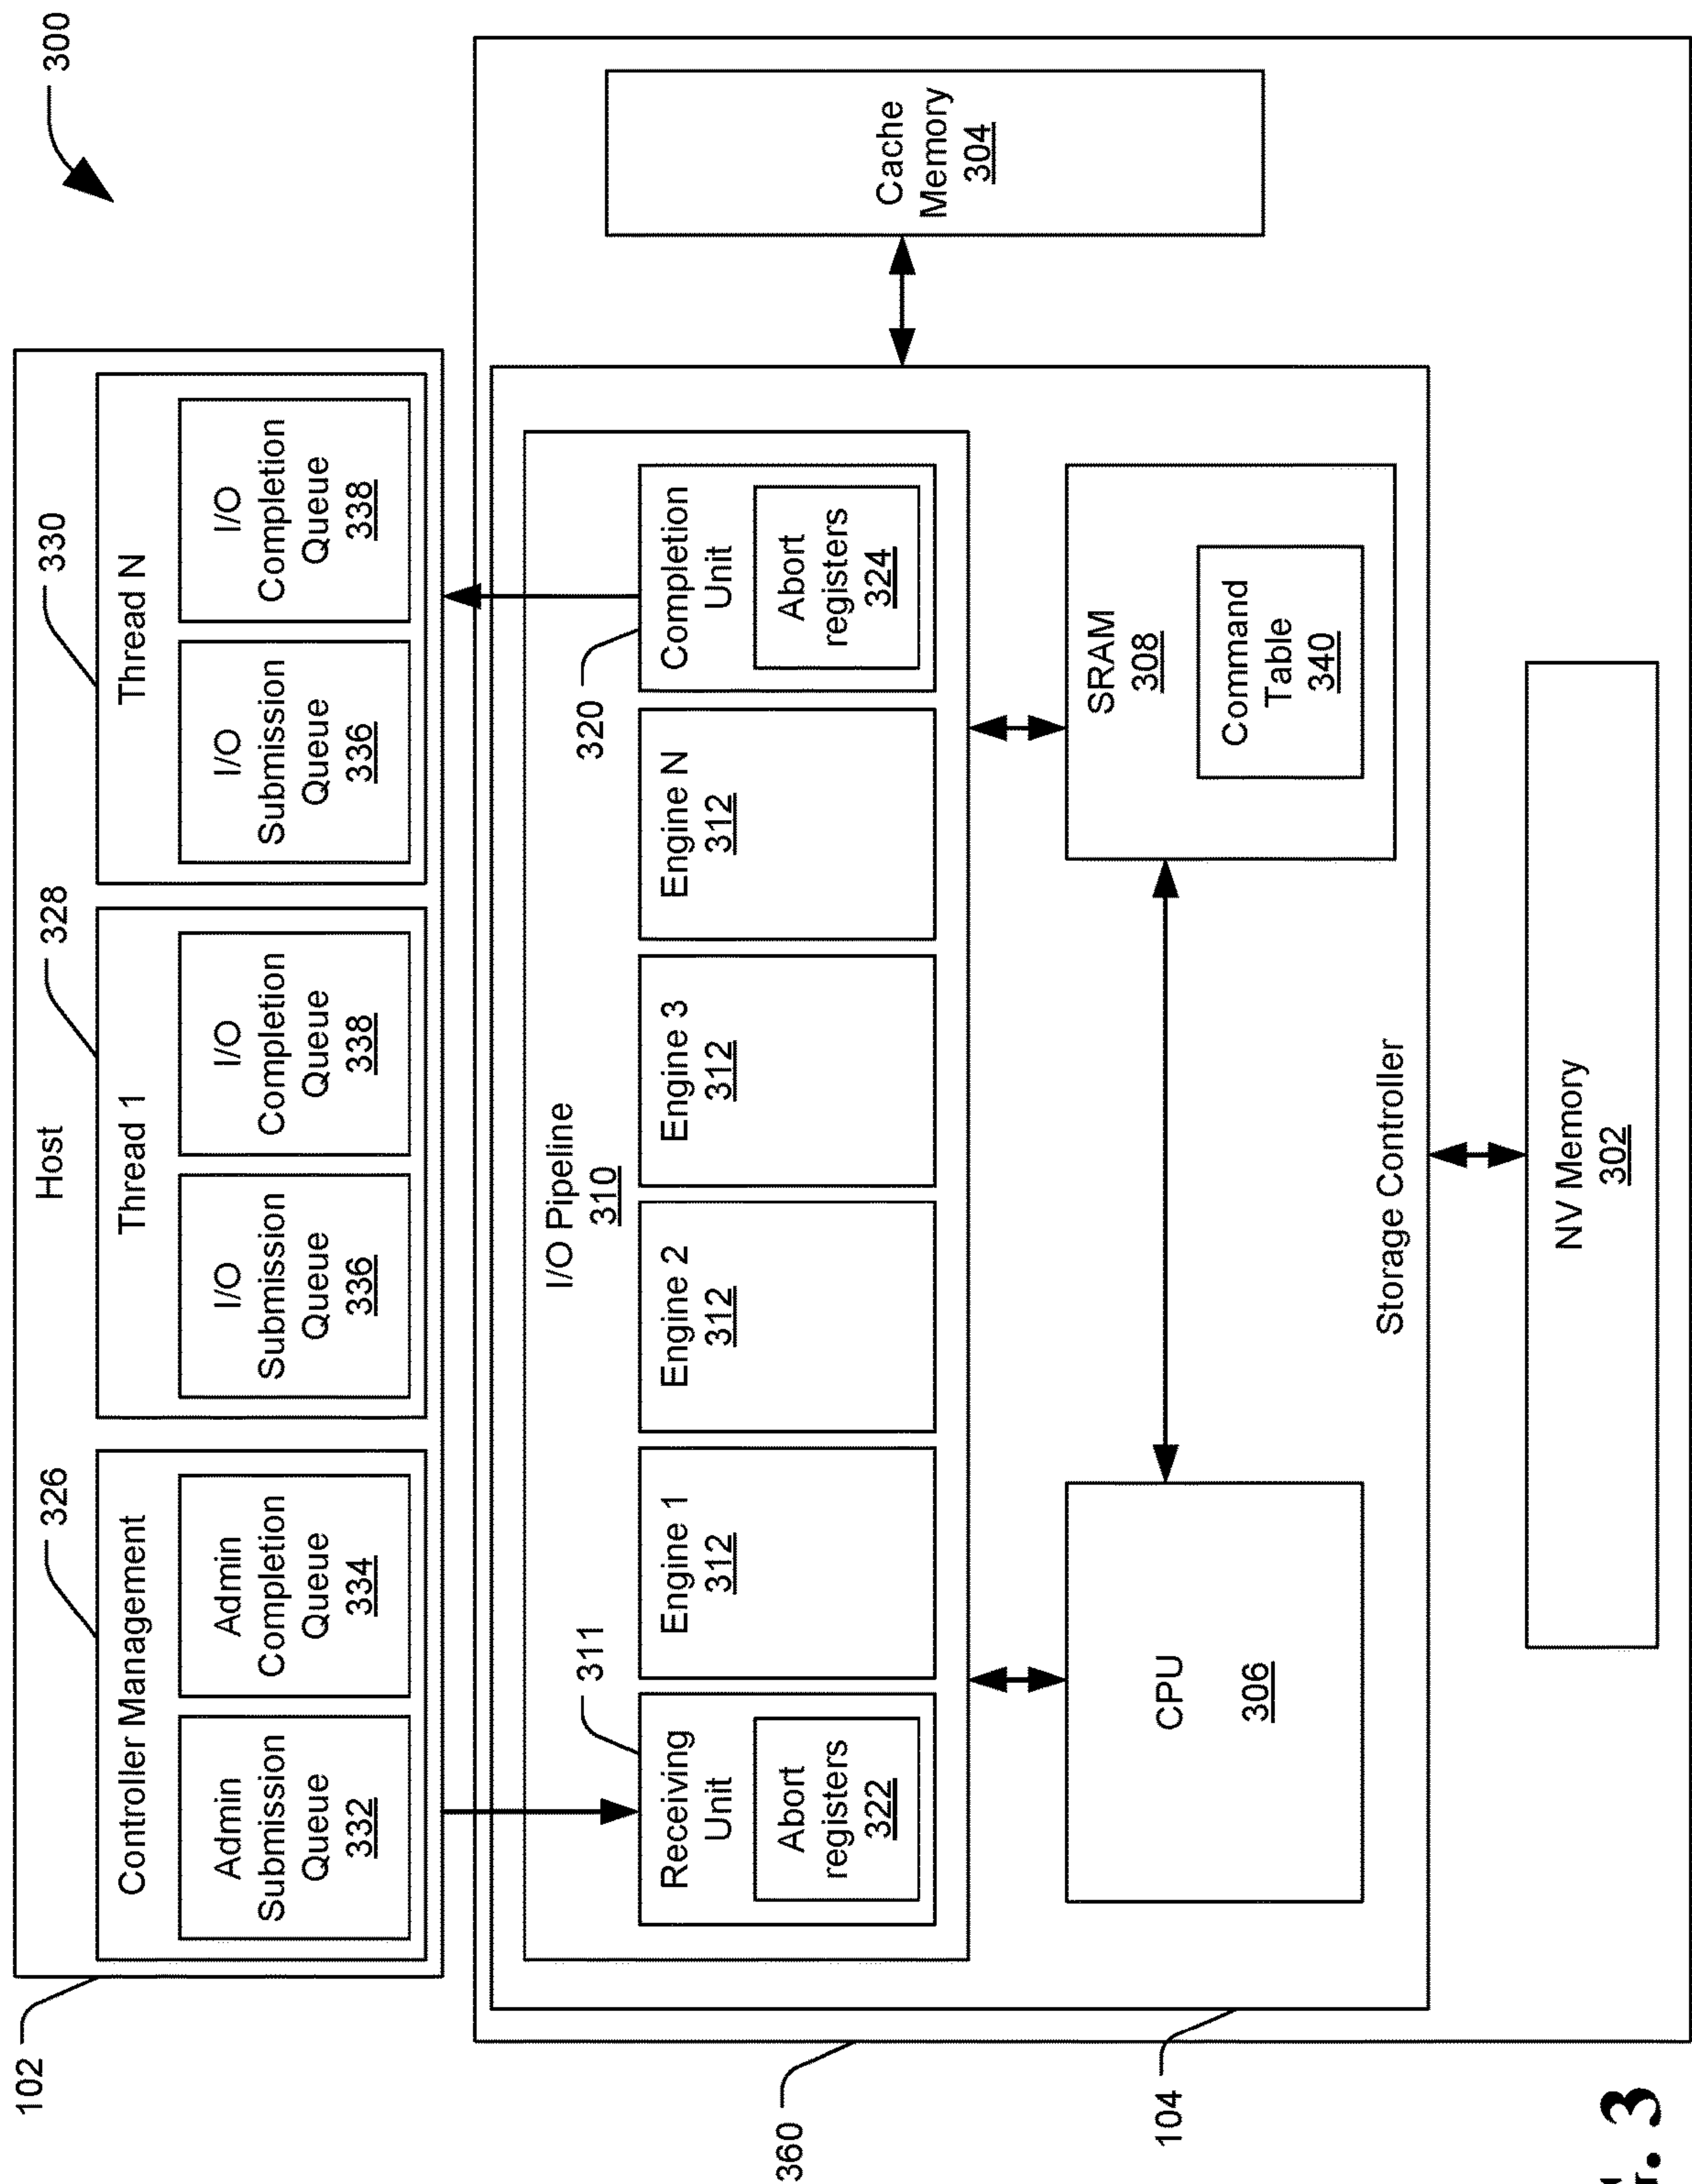 300
102
Host
326
328
330
Controller Management
Admin
Submission
Queue
332
Admin
Completion
Queue
334
Thread 1
I/O
Submission
Queue
336
I/O
Completion
Queue
338
Thread N
I/O
Submission
Queue
336
I/O
Completion
Queue
338
360
104
I/O Pipeline
310
311
Receiving
Unit
Abort
registers
322
Engine 1
312
Engine 2
312
Engine 3
312
Engine N
312
320
Completion
Unit
Abort
registers
324
CPU
306
SRAM
308
Command
Table
340
Storage Controller
Cache
Memory
304
NV Memory
302
3